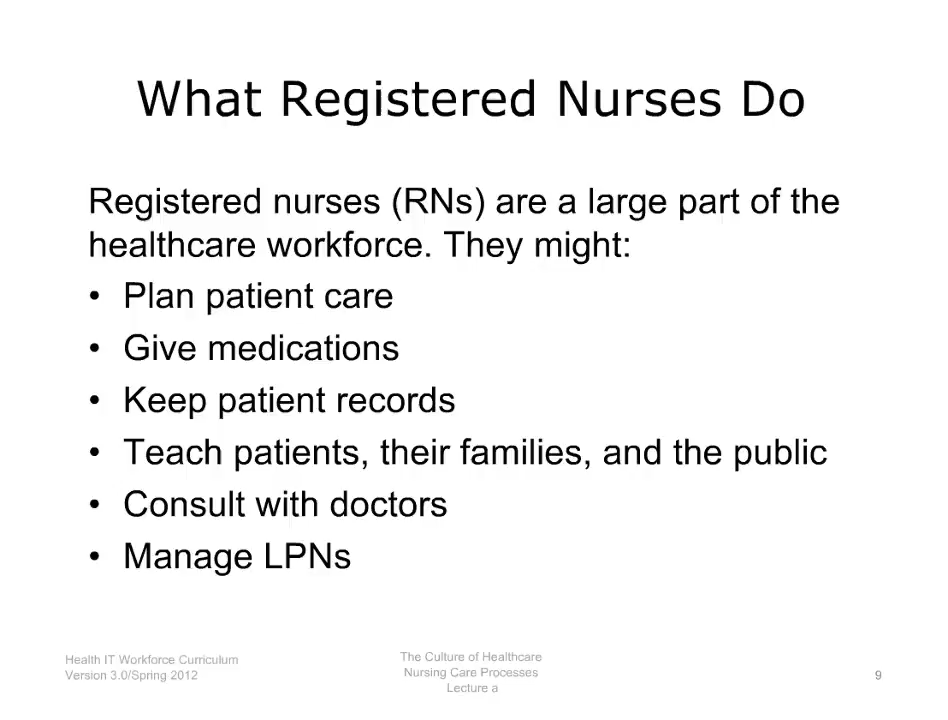 What Registered Nurses Do
Registered nurses (RNs) are a large part of the
healthcare workforce. They might:
• Plan patient care
• Give medications
• Keep patient records
• Teach patients, their families, and the public
• Consult with doctors
• Manage LPNs
Health IT Workforce Curriculum
Version 3.0/Spring 2012
The Culture of Healthcare
Nursing Care Processes
Lecture a
9